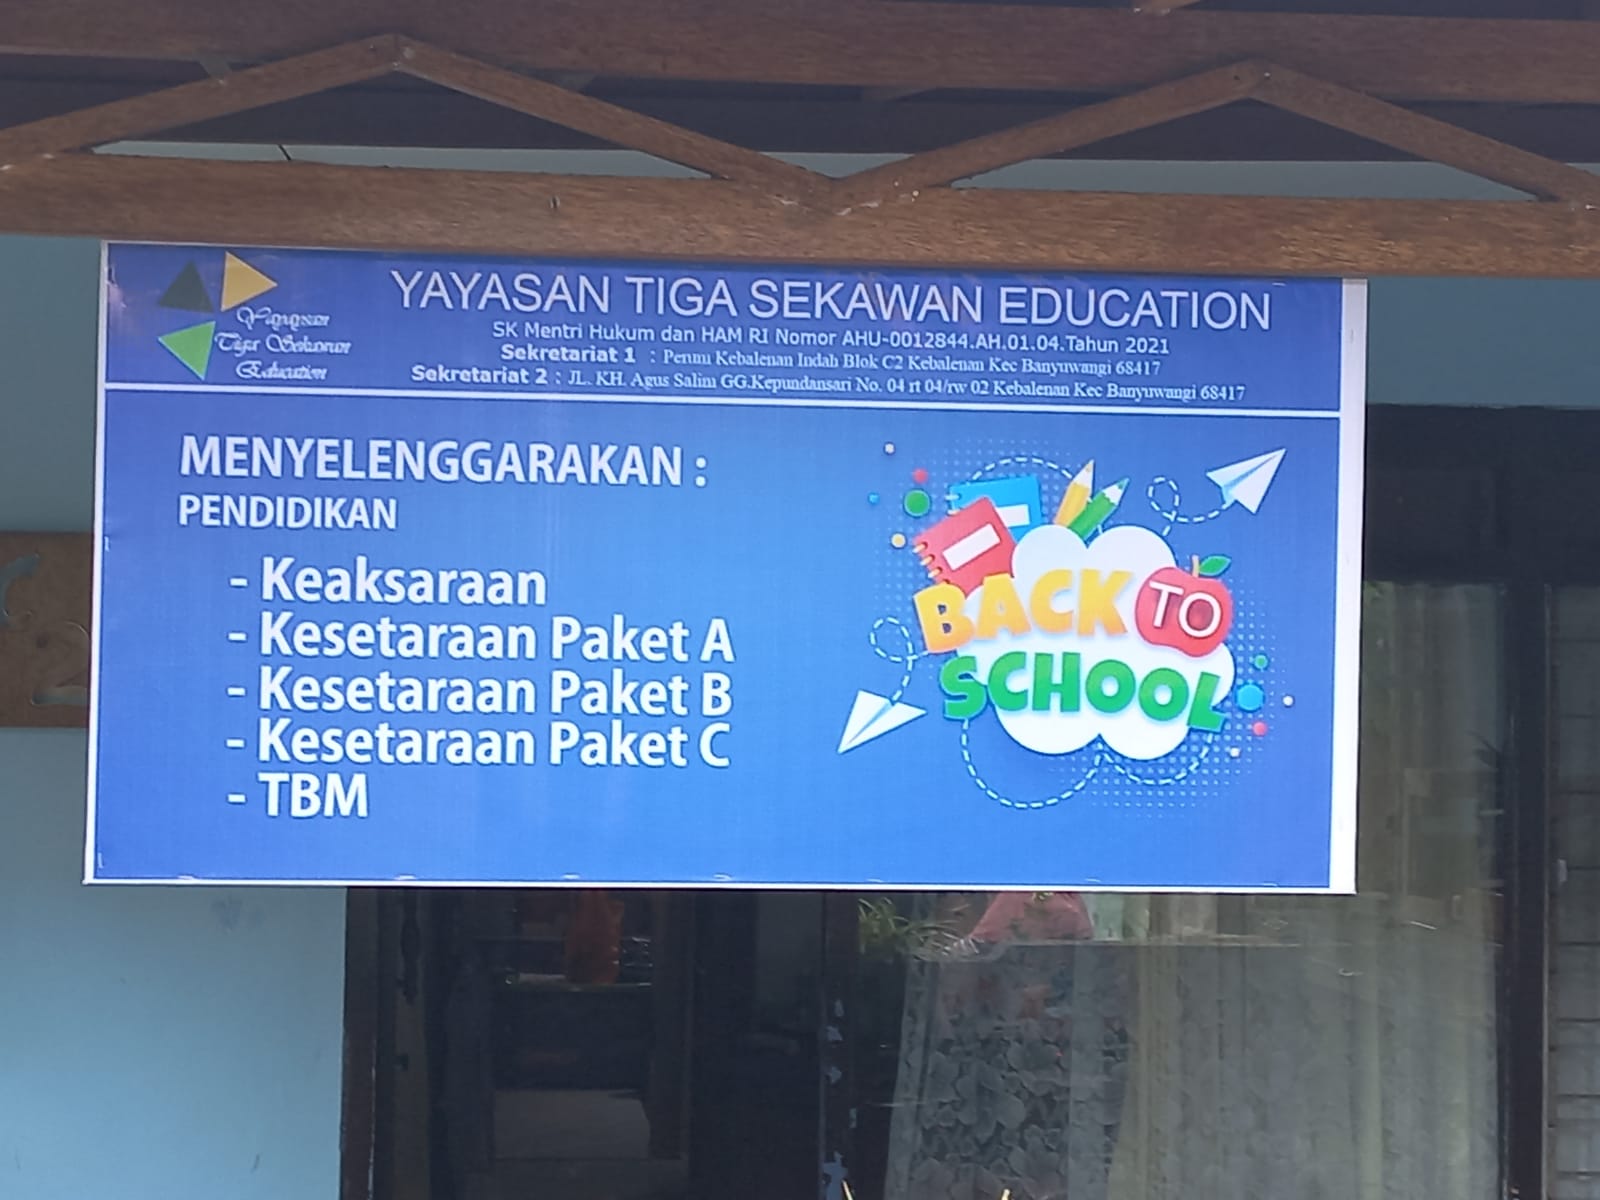 Yayasan
Tiga Sekawan
Education
YAYASAN TIGA SEKAWAN EDUCATION
SK Mentri Hukum dan HAM RI Nomor AHU-0012844.AH.01.04.Tahun 2021
Sekretariat 1 : Perum Kebalenan Indah Blok C2 Kebalenan Kec Banyuwangi 68417
Sekretariat 2 : JL. KH. Agus Salim GG.Kepundansari No. 04 rt 04/rw 02 Kebalenan Kec Banyuwangi 68417
MENYELENGGARAKAN :
PENDIDIKAN
- Keaksaraan
- Kesetaraan Paket A
- Kesetaraan Paket B
- Kesetaraan Paket C
- TBM
BACK TO
SCHOOL